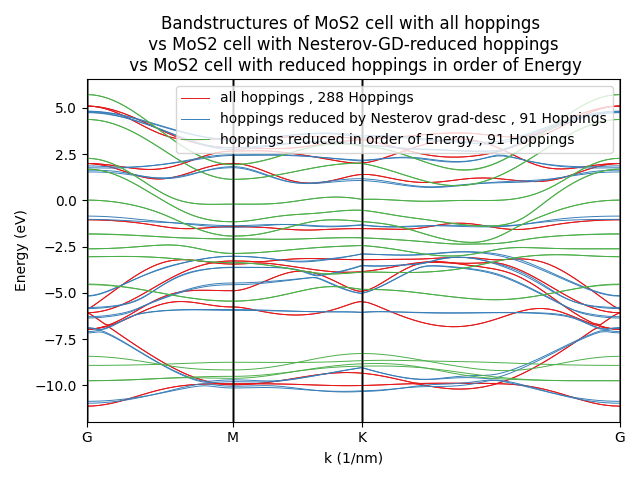 Bandstructures of MoS2 cell with all hoppings
vs MoS2 cell with Nesterov-GD-reduced hoppings
vs MoS2 cell with reduced hoppings in order of Energy
all hoppings , 288 Hoppings
hoppings reduced by Nesterov grad-desc , 91 Hoppings
hoppings reduced in order of Energy , 91 Hoppings
5.0
2.5
0.0
−2.5
−5.0
−7.5
−10.0
Energy (eV)
G M K G
k (1/nm)